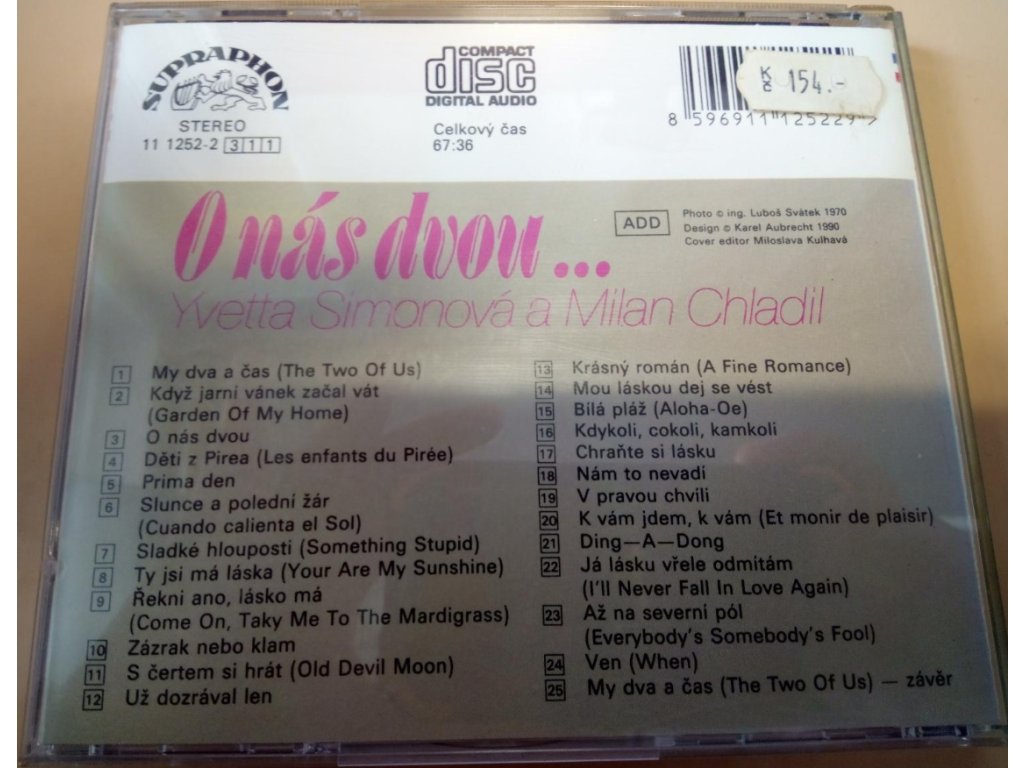 SUPRAPHON
STEREO
11 1252-2 311
COMPACT
disc
DIGITAL AUDIO
Celkový čas
67:36
Kč 154.-
8 596911 125229 >
O nás dvou...
ADD
Photo © ing. Luboš Svátek 1970
Design © Karel Aubrecht 1990
Cover editor Miloslava Kulhavá
Yvetta Simonová a Milan Chladil
1 My dva a čas (The Two Of Us)
2 Když jarní vánek začal vát
(Garden Of My Home)
3 O nás dvou
4 Děti z Pirea (Les enfants du Pirée)
5 Prima den
6 Slunce a polední žár
(Cuando calienta el Sol)
7 Sladké hlouposti (Something Stupid)
8 Ty jsi má láska (Your Are My Sunshine)
9 Řekni ano, lásko má
(Come On, Taky Me To The Mardigrass)
10 Zázrak nebo klam
11 S čertem si hrát (Old Devil Moon)
12 Už dozrával len
13 Krásný román (A Fine Romance)
14 Mou láskou dej se vést
15 Bílá pláž (Aloha-Oe)
16 Kdykoli, cokoli, kamkoli
17 Chraňte si lásku
18 Nám to nevadí
19 V pravou chvíli
20 K vám jdem, k vám (Et monir de plaisir)
21 Ding—A—Dong
22 Já lásku vřele odmítám
(I'll Never Fall In Love Again)
23 Až na severní pól
(Everybody's Somebody's Fool)
24 Ven (When)
25 My dva a čas (The Two Of Us) — závěr